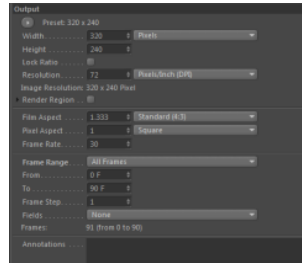 Output
Preset: 320 x 240
Width.......... 320 Pixels
Height......... 240
Lock Ratio.....
Resolution..... 72 Pixels/Inch (DPI)
Image Resolution: 320 x 240 Pixel
Render Region..
Film Aspect..... 1.333 Standard (4:3)
Pixel Aspect.... 1 Square
Frame Rate..... 30
Frame Range.... All Frames
From........... 0 F
To............. 90 F
Frame Step..... 1
Fields......... None
Frames: 91 (from 0 to 90)
Annotations....